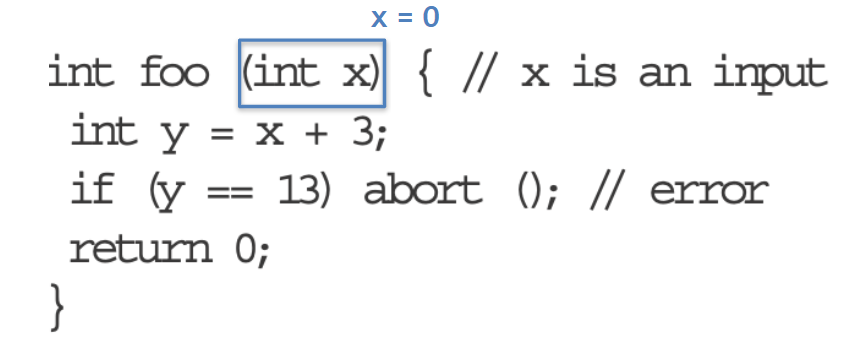 x = 0
int foo (int x) { // x is an input
int y = x + 3;
if (y == 13) abort (); // error
return 0;
}